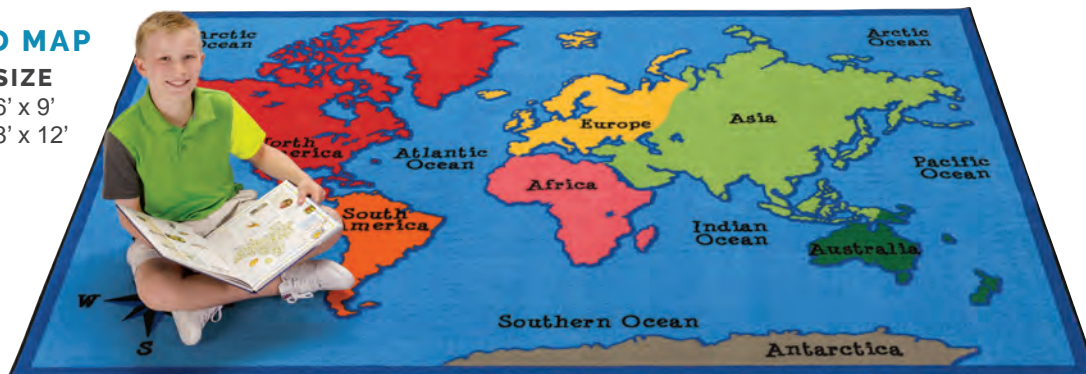 D MAP
SIZE
6' x 9'
8' x 12'
Arctic
Ocean
Arctic
Ocean
North
America
Atlantic
Ocean
Europe
Asia
Pacific
Ocean
Africa
South
America
Indian
Ocean
Australia
W
S
Southern Ocean
Antarctica